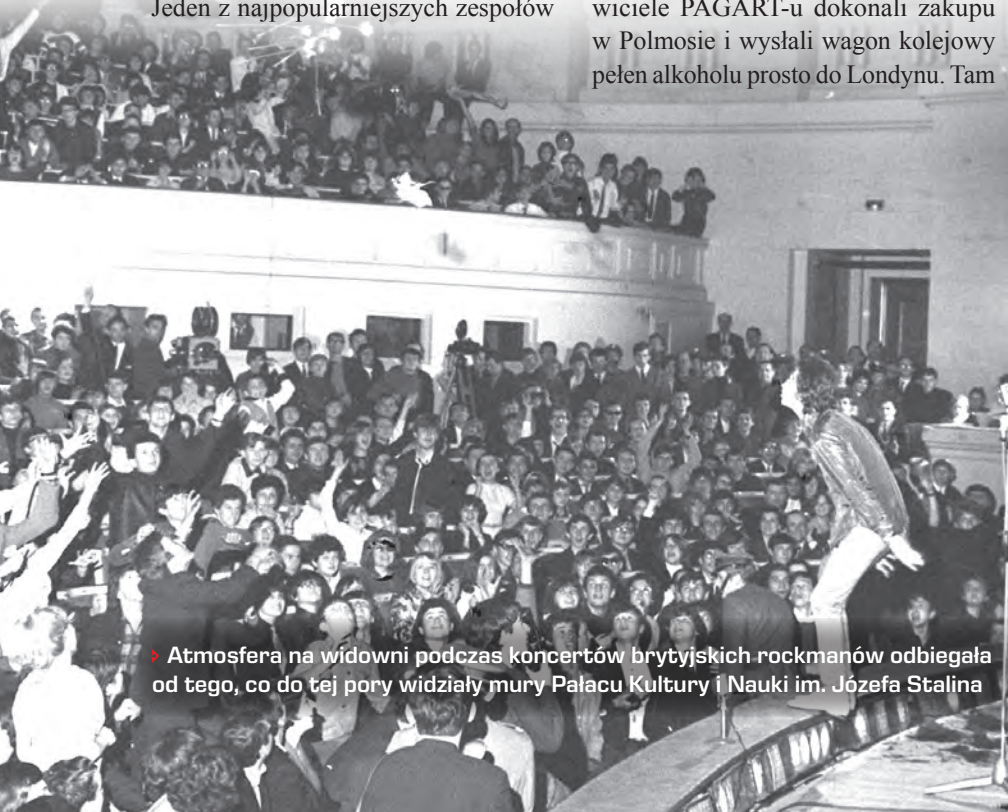 Jeden z najpopularniejszych zespołów
wiciele PAGART-u dokonali zakupu
w Polmosie i wysłali wagon kolejowy
pełen alkoholu prosto do Londynu. Tam
Atmosfera na widowni podczas koncertów brytyjskich rockmanów odbiegała
od tego, co do tej pory widziały mury Pałacu Kultury i Nauki im. Józefa Stalina